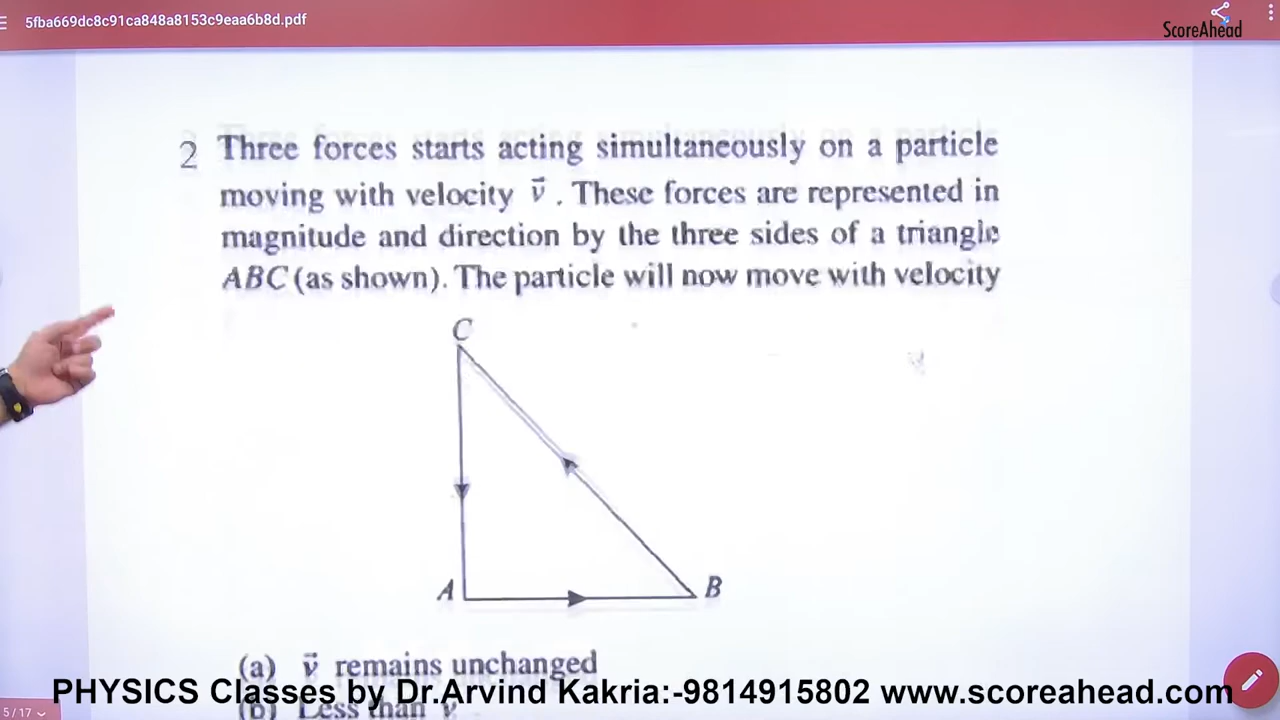 5fba669dc8c91ca848a8153c9eaa6b8d.pdf
ScoreAhead
2 Three forces starts acting simultaneously on a particle
moving with velocity v⃗. These forces are represented in
magnitude and direction by the three sides of a triangle
ABC (as shown). The particle will now move with velocity
C
A
B
(a) v⃗ remains unchanged
PHYSICS Classes by Dr.Arvind Kakria:-9814915802 www.scoreahead.com
(b) Less than v
5 / 17